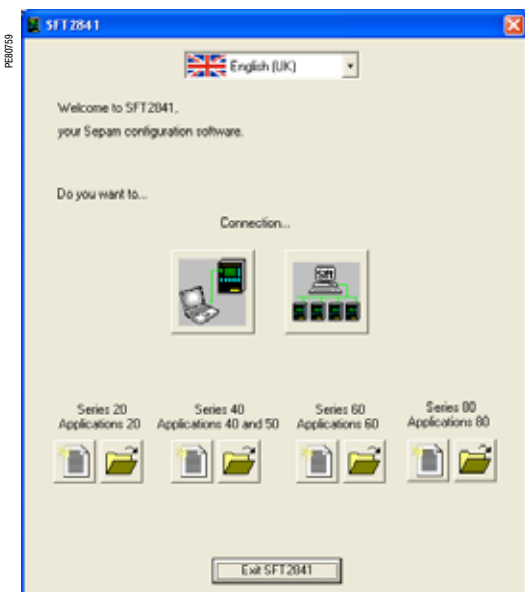 PE80759
SFT2841
English (UK)
Welcome to SFT2841,
your Sepam configuration software.
Do you want to...
Connection...
Sift
Series 20
Applications 20
Series 40
Applications 40 and 50
Series 60
Applications 60
Series 80
Applications 80
Exit SFT2841